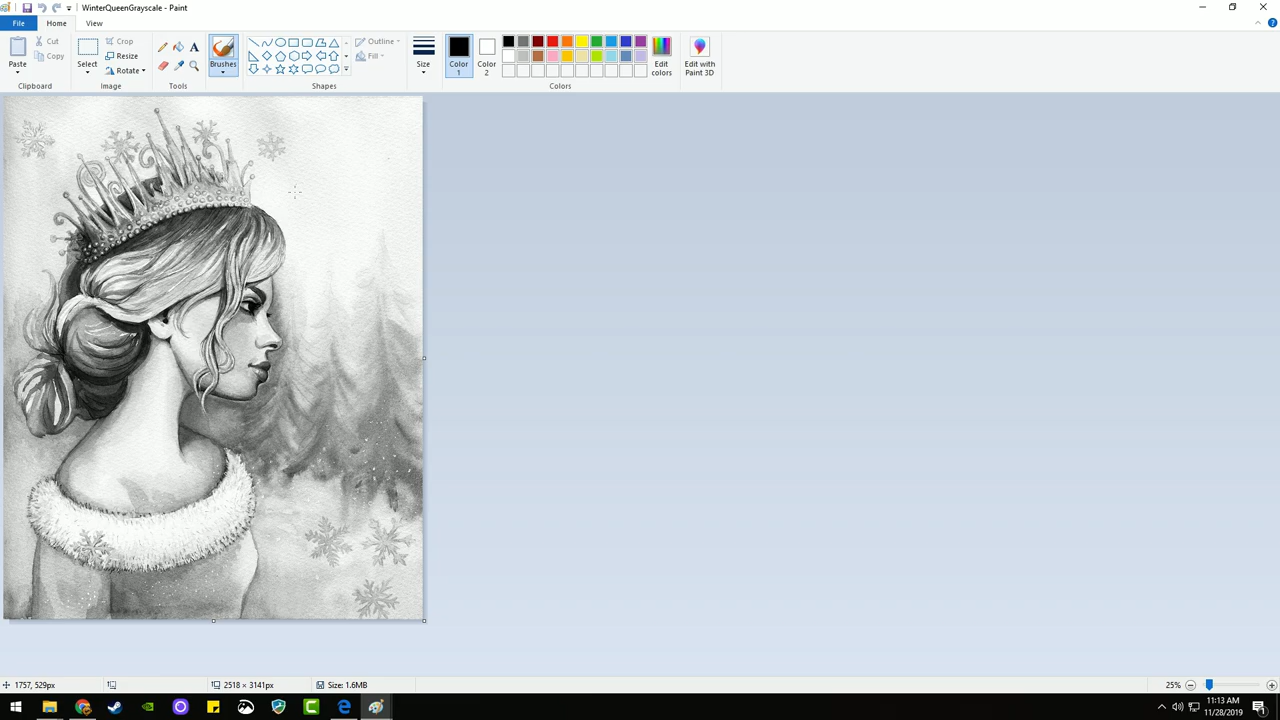 WinterQueenGrayscale - Paint
File Home View
Paste Cut Copy Clipboard
Select Crop Resize Rotate Image
A Tools
Brushes
Shapes Outline Fill
Size
Color 1 Color 2 Edit colors Colors
Edit with Paint 3D
1757, 529px 2518 × 3141px Size: 1.6MB 25%
11:13 AM
11/28/2019